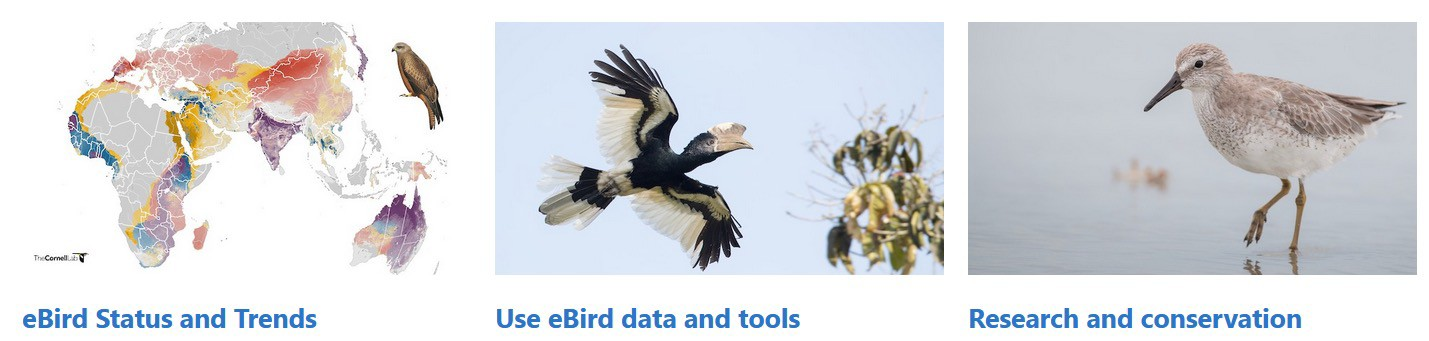 TheCornellLab
eBird Status and Trends
Use eBird data and tools
Research and conservation